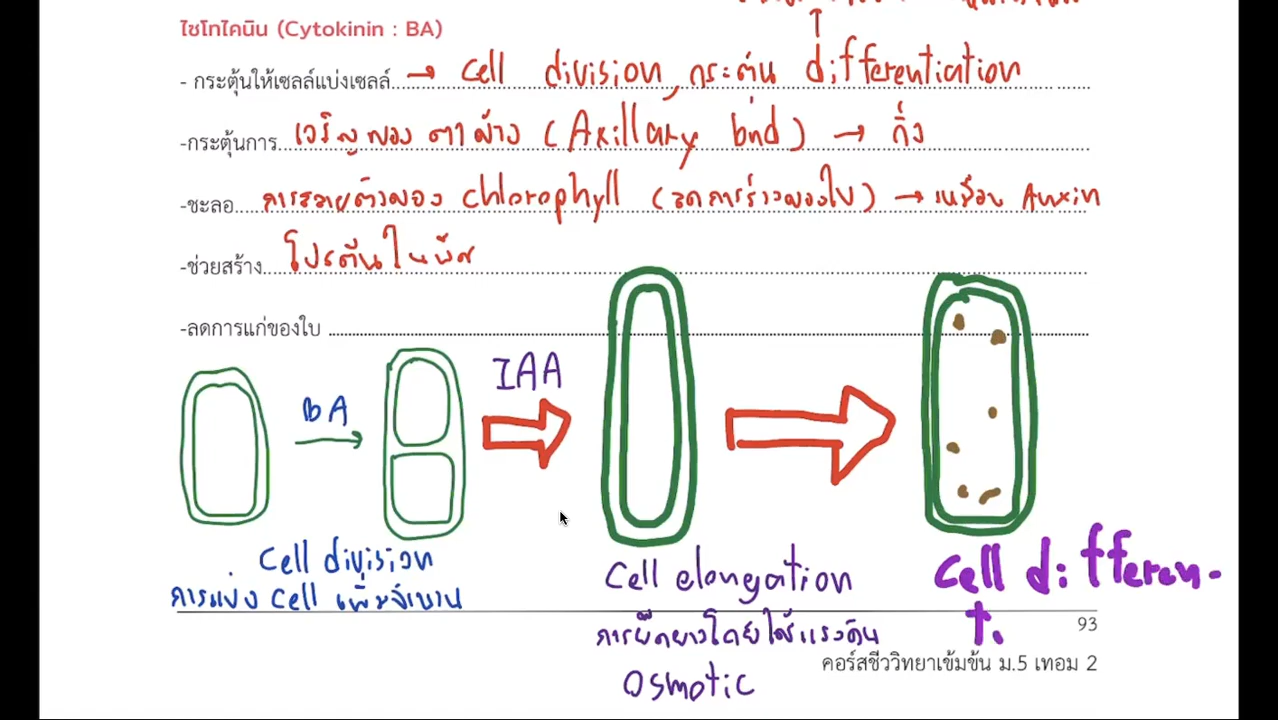 ไซโทไคนิน (Cytokinin : BA)
- กระตุ้นให้เซลล์แบ่งเซลล์ → cell division, กระตุ้น differentiation
-กระตุ้นการ เจริญของ ตาข้าง (Axillary bud) → กิ่ง
-ชะลอ การสลายตัวของ chlorophyll (ลดการร่วงของใบ) → เหมือน Auxin
-ช่วยสร้าง โปรตีนในพืช
-ลดการแก่ของใบ
BA
IAA
Cell division
การแบ่ง Cell เพิ่มจำนวน
Cell elongation
การยืดยาวโดยใช้แรงดัน
Osmotic
Cell differen-
t.
93
คอร์สชีววิทยาเข้มข้น ม.5 เทอม 2